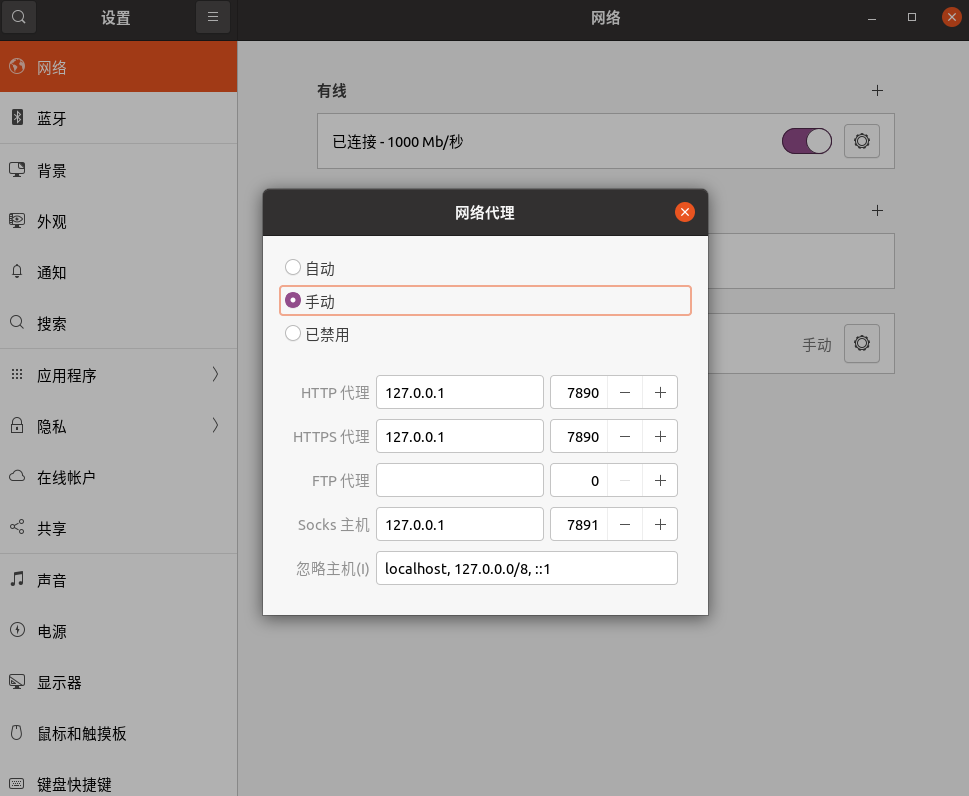 设置
网络
网络
蓝牙
背景
外观
通知
搜索
应用程序
隐私
在线帐户
共享
声音
电源
显示器
鼠标和触摸板
键盘快捷键
有线
已连接 - 1000 Mb/秒
手动
网络代理
自动
手动
已禁用
HTTP 代理 127.0.0.1 7890
HTTPS 代理 127.0.0.1 7890
FTP 代理 0
Socks 主机 127.0.0.1 7891
忽略主机(I) localhost, 127.0.0.0/8, ::1